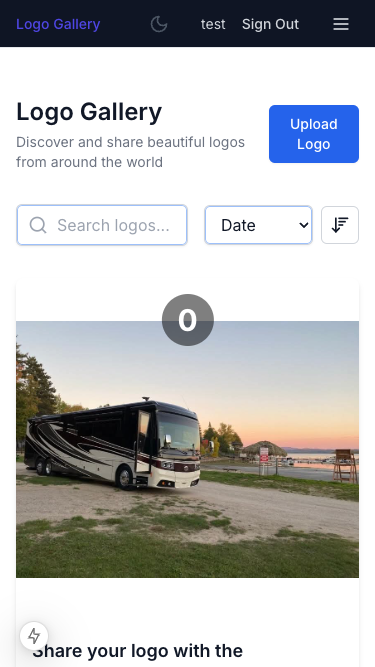 Logo Gallery
test
Sign Out
Logo Gallery
Discover and share beautiful logos
from around the world
Upload
Logo
Search logos...
Date
0
Share your logo with the